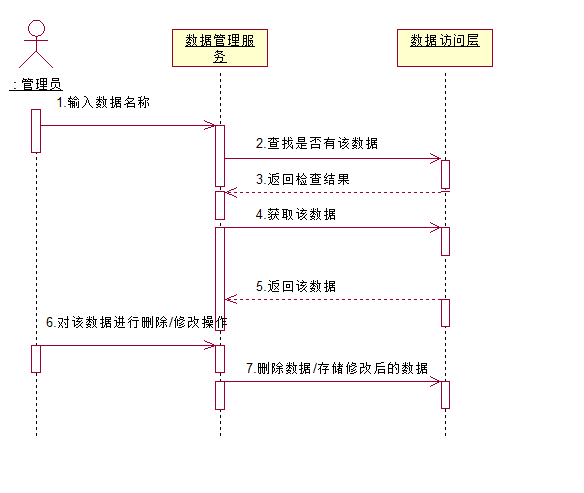 数据管理服
务
数据访问层
: 管理员
1.输入数据名称
2.查找是否有该数据
3.返回检查结果
4.获取该数据
5.返回该数据
6.对该数据进行删除/修改操作
7.删除数据/存储修改后的数据